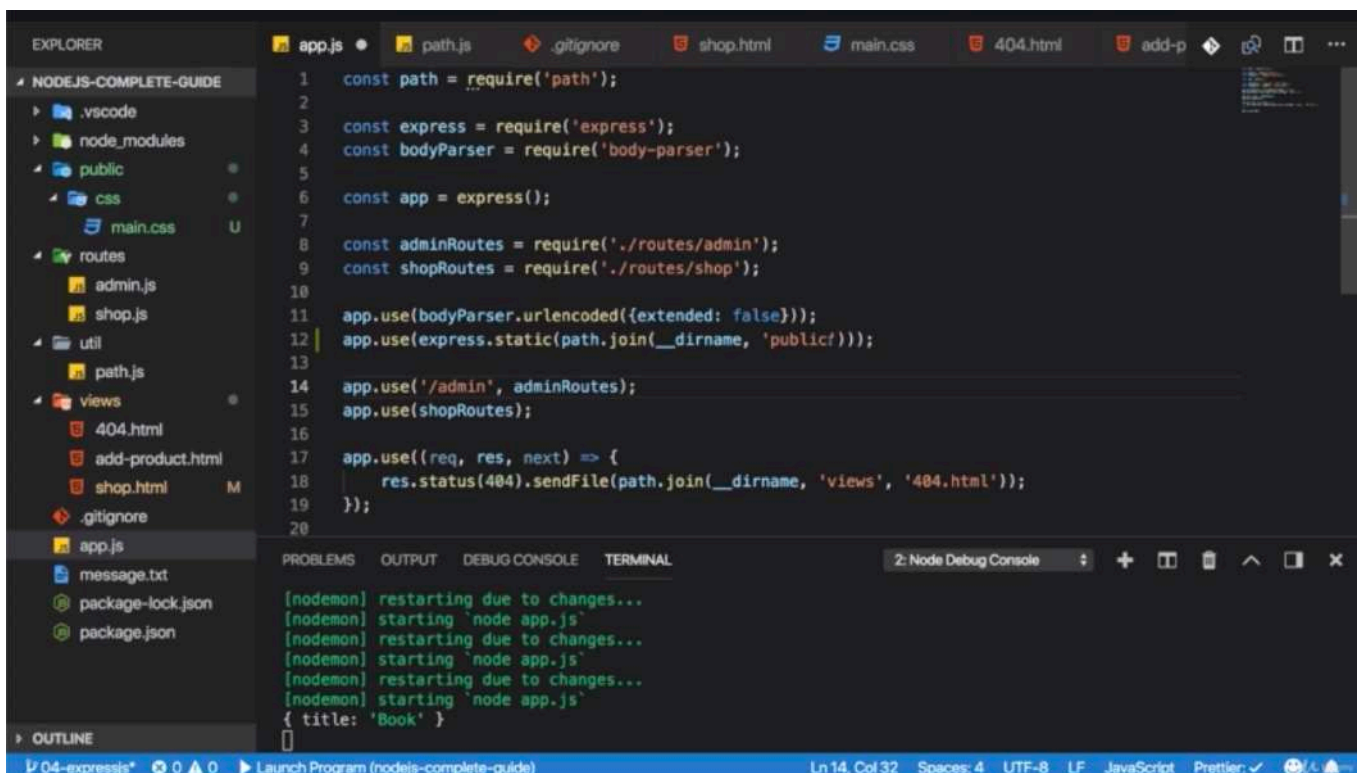 EXPLORER
NODEJS-COMPLETE-GUIDE
.vscode
node_modules
public
css
main.css U
routes
admin.js
shop.js
util
path.js
views
404.html
add-product.html
shop.html M
.gitignore
app.js
message.txt
package-lock.json
package.json
OUTLINE
app.js path.js .gitignore shop.html main.css 404.html add-p
1 const path = require('path');
2
3 const express = require('express');
4 const bodyParser = require('body-parser');
5
6 const app = express();
7
8 const adminRoutes = require('./routes/admin');
9 const shopRoutes = require('./routes/shop');
10
11 app.use(bodyParser.urlencoded({extended: false}));
12 app.use(express.static(path.join(__dirname, 'public')));
13
14 app.use('/admin', adminRoutes);
15 app.use(shopRoutes);
16
17 app.use((req, res, next) => {
18 res.status(404).sendFile(path.join(__dirname, 'views', '404.html'));
19 });
20
PROBLEMS OUTPUT DEBUG CONSOLE TERMINAL 2: Node Debug Console
[nodemon] restarting due to changes...
[nodemon] starting `node app.js`
[nodemon] restarting due to changes...
[nodemon] starting `node app.js`
[nodemon] restarting due to changes...
[nodemon] starting `node app.js`
{ title: 'Book' }
04-expressjs* 0 0 Launch Program (nodejs-complete-guide) Ln 14, Col 32 Spaces: 4 UTF-8 LF JavaScript Prettier: ✓